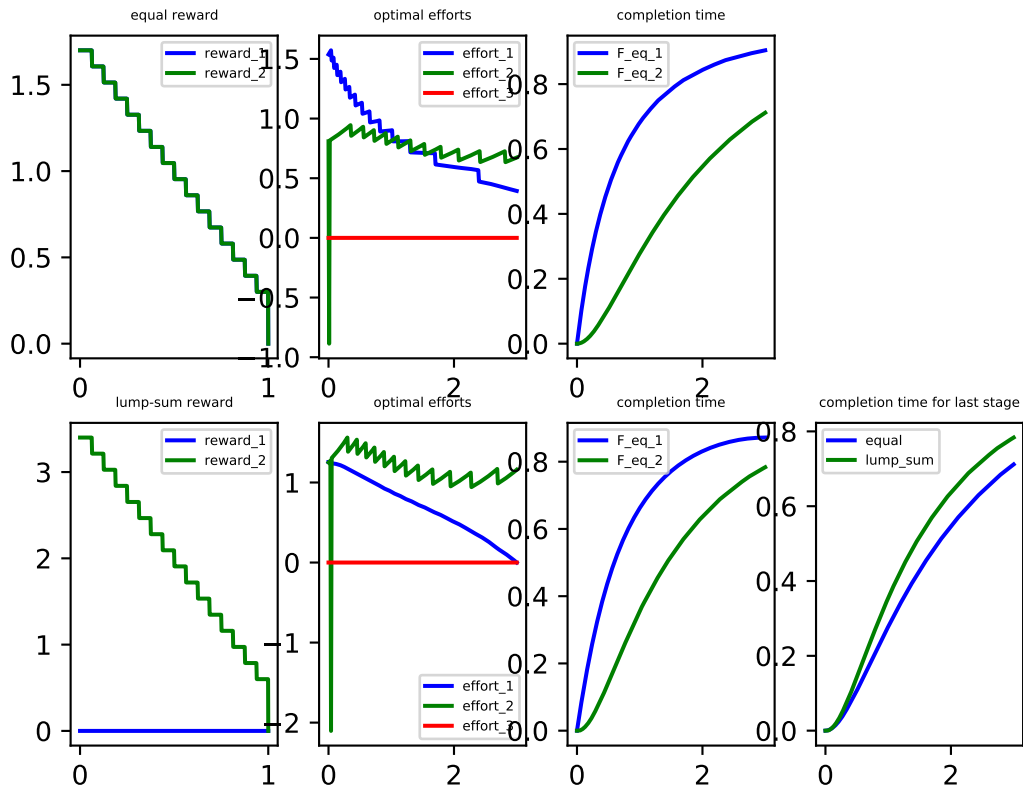 equal reward
optimal efforts
completion time
reward_1
reward_2
effort_1
effort_2
effort_3
F_eq_1
F_eq_2
1.5
1.0
0.5
0.0
0
1
1.5
1.0
0.5
0.0
−0.5
−1.0
0
2
0.8
0.6
0.4
0.2
0.0
0
2
lump-sum reward
optimal efforts
completion time
completion time for last stage
reward_1
reward_2
effort_1
effort_2
effort_3
F_eq_1
F_eq_2
equal
lump_sum
3
2
1
0
0
1
1
0
−1
−2
0
2
0.8
0.6
0.4
0.2
0.0
0
2
0.8
0.6
0.4
0.2
0.0
0
2